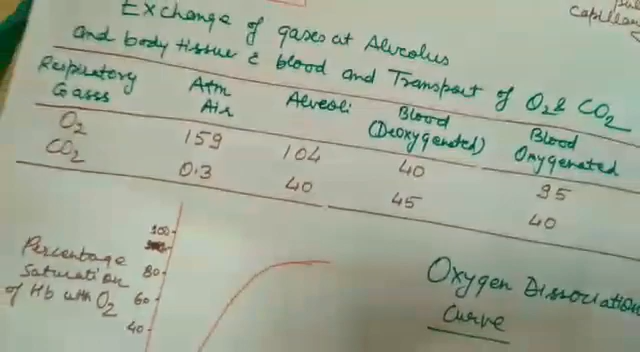 Capillary
Exchange of gases at Alveolus
and body tissue & blood and Transport of O2 & CO2
Respiratory Gases Atm Air Alveoli Blood (Deoxygenated) Blood Oxygenated
O2 159 104 40 95
CO2 0.3 40 45 40
Percentage
Saturation
of Hb with O2
100
80
60
40
Oxygen Dissociation
Curve